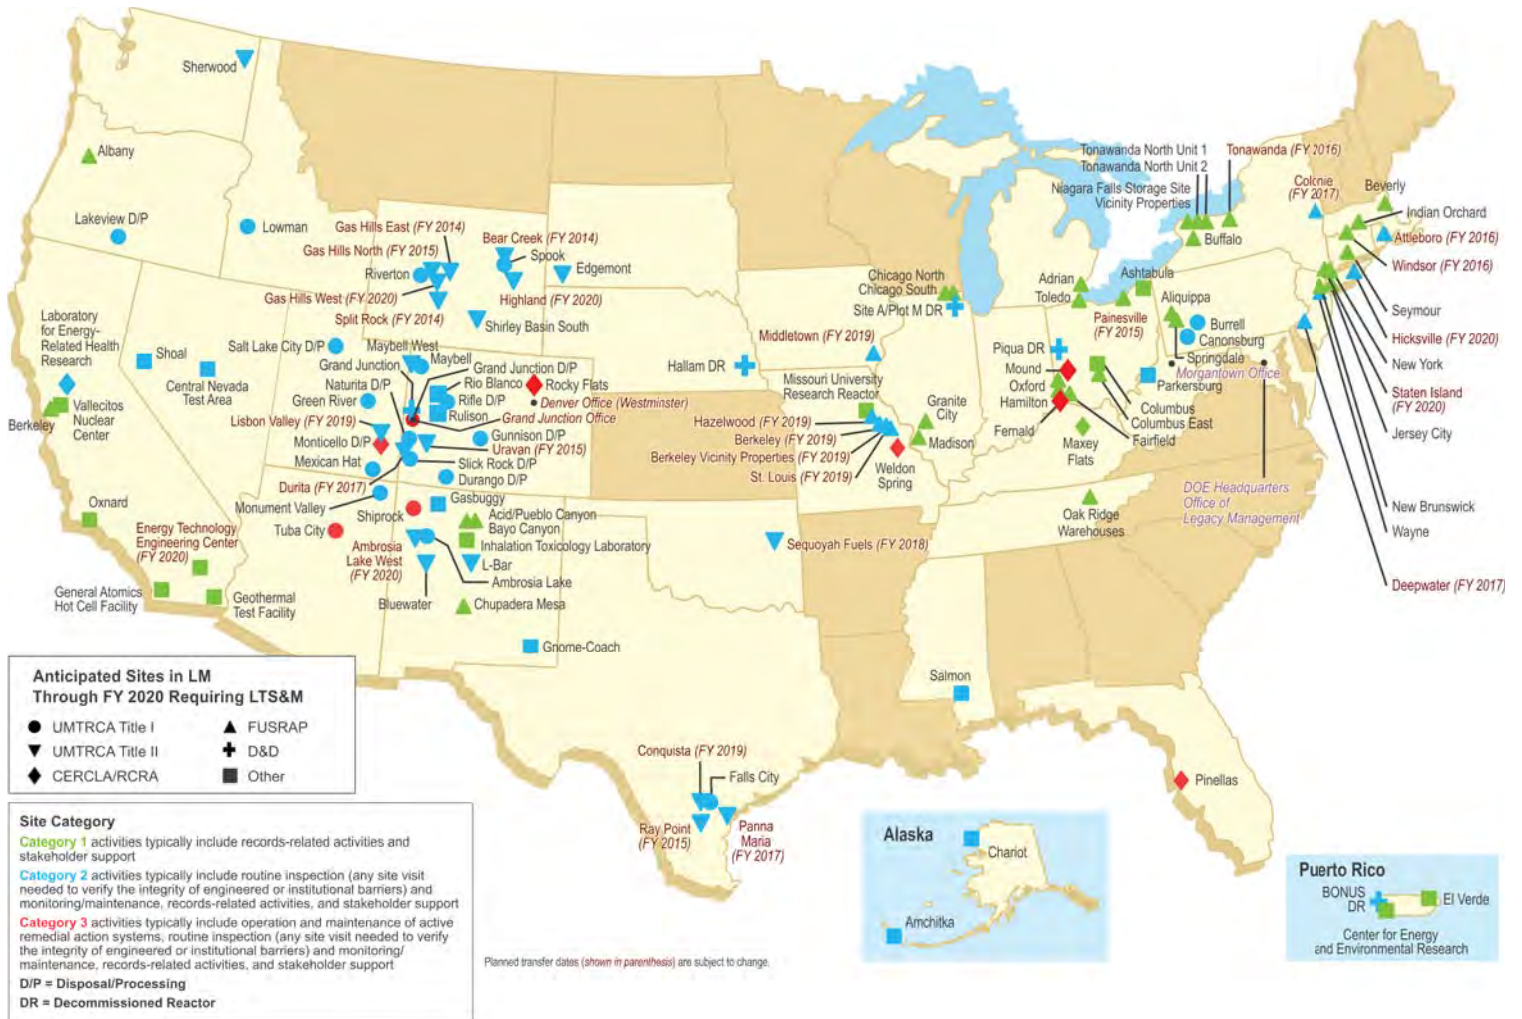 Sherwood
Albany
Lakeview D/P
Lowman
Gas Hills East (FY 2014)
Gas Hills North (FY 2015)
Riverton
Gas Hills West (FY 2020)
Split Rock (FY 2014)
Bear Creek (FY 2014)
Spook
Edgemont
Highland (FY 2020)
Shirley Basin South
Laboratory
for Energy-
Related Health
Research
Shoal
Central Nevada
Test Area
Berkeley
Vallecitos
Nuclear
Center
Salt Lake City D/P
Maybell West
Maybell
Grand Junction
Grand Junction D/P
Naturita D/P
Rio Blanco
Rocky Flats
Green River
Rifle D/P
Denver Office (Westminster)
Rulison
Lisbon Valley (FY 2019)
Grand Junction Office
Monticello D/P
Gunnison D/P
Uravan (FY 2015)
Mexican Hat
Slick Rock D/P
Durita (FY 2017)
Durango D/P
Monument Valley
Gasbuggy
Shiprock
Acid/Pueblo Canyon
Bayo Canyon
Tuba City
Inhalation Toxicology Laboratory
Ambrosia
Lake West
(FY 2020)
L-Bar
Ambrosia Lake
Bluewater
Chupadera Mesa
Gnome-Coach
Oxnard
Energy Technology
Engineering Center
(FY 2020)
General Atomics
Hot Cell Facility
Geothermal
Test Facility
Hallam DR
Chicago North
Chicago South
Site A/Plot M DR
Middletown (FY 2019)
Missouri University
Research Reactor
Granite
City
Hazelwood (FY 2019)
Berkeley (FY 2019)
Madison
Berkeley Vicinity Properties (FY 2019)
St. Louis (FY 2019)
Weldon
Spring
Sequoyah Fuels (FY 2018)
Tonawanda North Unit 1
Tonawanda North Unit 2
Tonawanda (FY 2016)
Niagara Falls Storage Site
Vicinity Properties
Buffalo
Colonie
(FY 2017)
Beverly
Indian Orchard
Attleboro (FY 2016)
Windsor (FY 2016)
Seymour
Hicksville (FY 2020)
New York
Staten Island
(FY 2020)
Jersey City
New Brunswick
Wayne
Deepwater (FY 2017)
Adrian
Toledo
Ashtabula
Painesville
(FY 2015)
Aliquippa
Burrell
Canonsburg
Springdale
Morgantown Office
Parkersburg
Piqua DR
Mound
Oxford
Hamilton
Columbus
Columbus East
Fernald
Fairfield
Maxey
Flats
Oak Ridge
Warehouses
DOE Headquarters
Office of
Legacy Management
Salmon
Pinellas
Conquista (FY 2019)
Falls City
Ray Point
(FY 2015)
Panna
Maria
(FY 2017)
Alaska
Chariot
Amchitka
Puerto Rico
BONUS
DR
El Verde
Center for Energy
and Environmental Research
Anticipated Sites in LM
Through FY 2020 Requiring LTS&M
UMTRCA Title I
FUSRAP
UMTRCA Title II
D&D
CERCLA/RCRA
Other
Site Category
Category 1 activities typically include records-related activities and
stakeholder support
Category 2 activities typically include routine inspection (any site visit
needed to verify the integrity of engineered or institutional barriers) and
monitoring/maintenance, records-related activities, and stakeholder support
Category 3 activities typically include operation and maintenance of active
remedial action systems, routine inspection (any site visit needed to verify
the integrity of engineered or institutional barriers) and monitoring/
maintenance, records-related activities, and stakeholder support
D/P = Disposal/Processing
DR = Decommissioned Reactor
Planned transfer dates (shown in parenthesis) are subject to change.